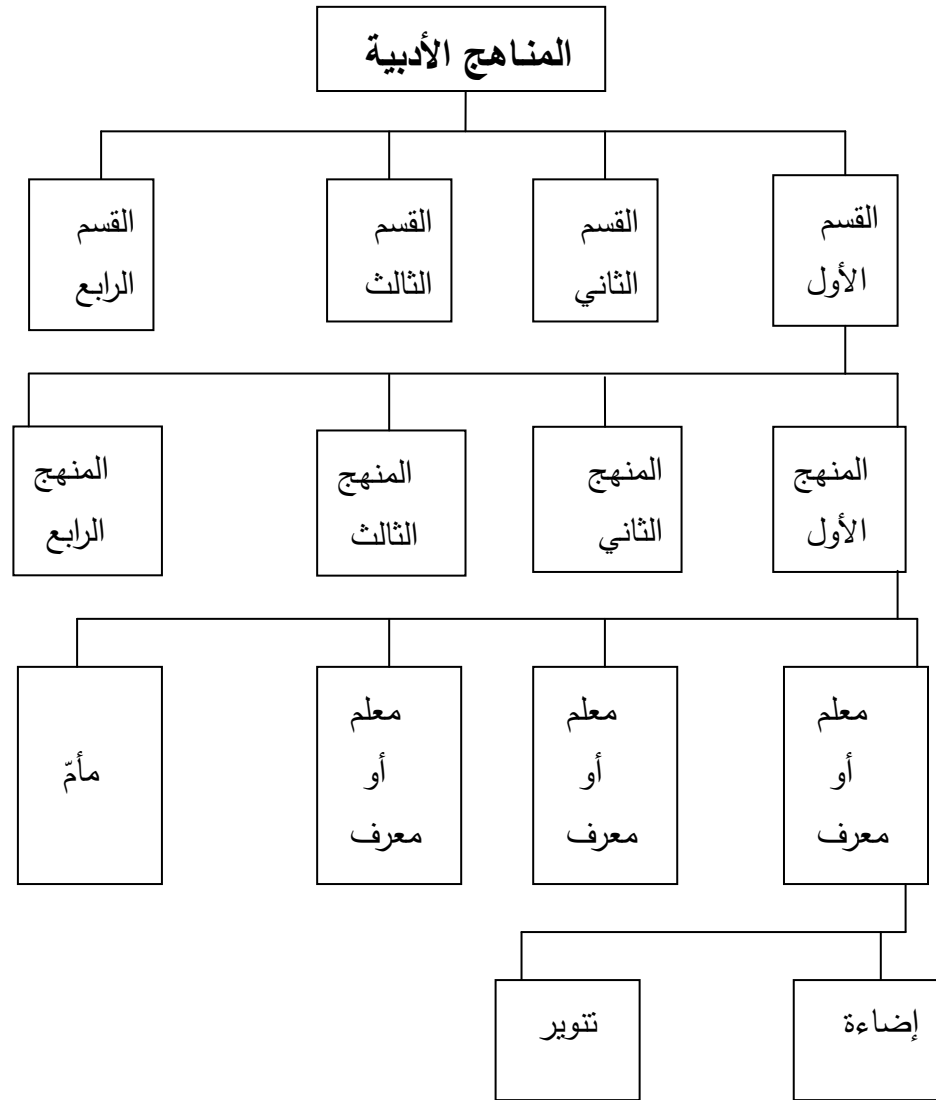 المناهج الأدبية
القسم
الأول
القسم
الثاني
القسم
الثالث
القسم
الرابع
المنهج
الأول
المنهج
الثاني
المنهج
الثالث
المنهج
الرابع
معلم
أو
معرف
معلم
أو
معرف
معلم
أو
معرف
مأمّ
إضاءة
تنوير